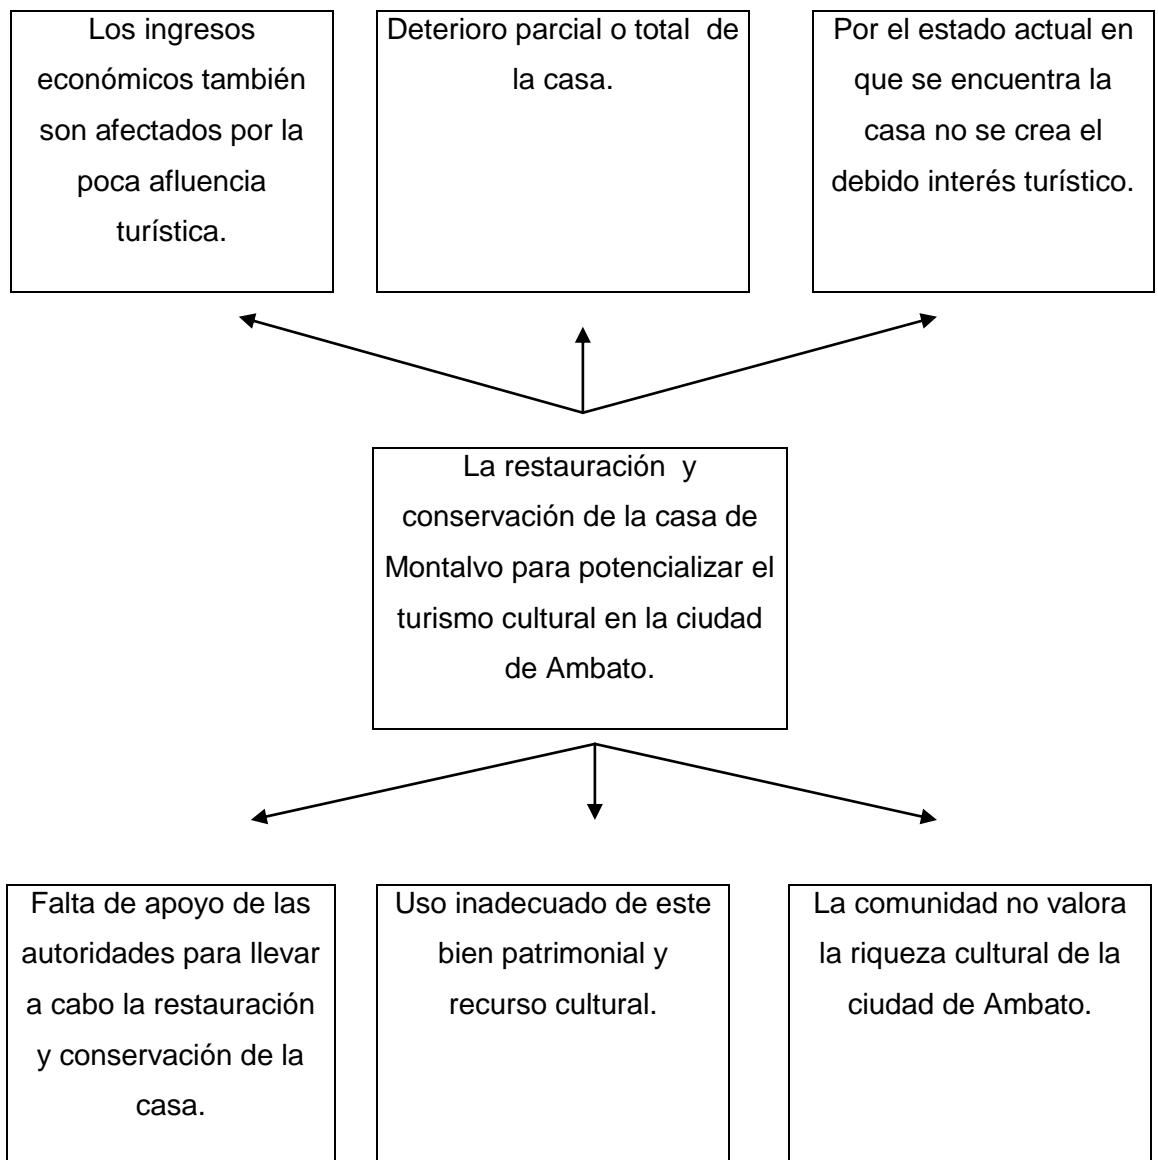 Los ingresos
económicos también
son afectados por la
poca afluencia
turística.
Deterioro parcial o total de
la casa.
Por el estado actual en
que se encuentra la
casa no se crea el
debido interés turístico.
La restauración y
conservación de la casa de
Montalvo para potencializar el
turismo cultural en la ciudad
de Ambato.
Falta de apoyo de las
autoridades para llevar
a cabo la restauración
y conservación de la
casa.
Uso inadecuado de este
bien patrimonial y
recurso cultural.
La comunidad no valora
la riqueza cultural de la
ciudad de Ambato.